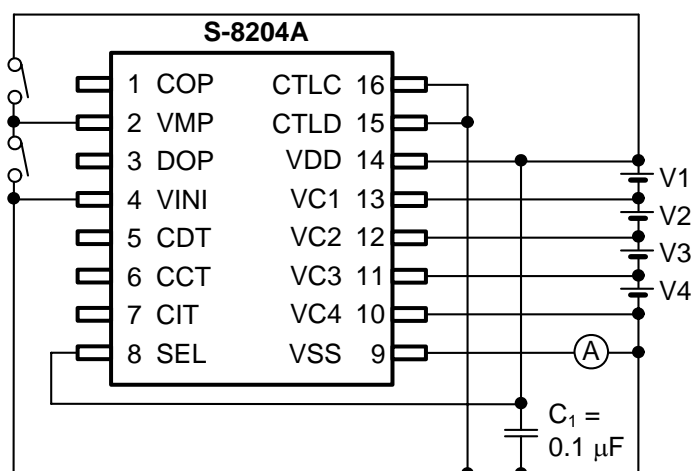 S-8204A
1 COP CTLC 16
2 VMP CTLD 15
3 DOP VDD 14
4 VINI VC1 13
5 CDT VC2 12
6 CCT VC3 11
7 CIT VC4 10
8 SEL VSS 9
V1
V2
V3
V4
A
C₁ =
0.1 μF